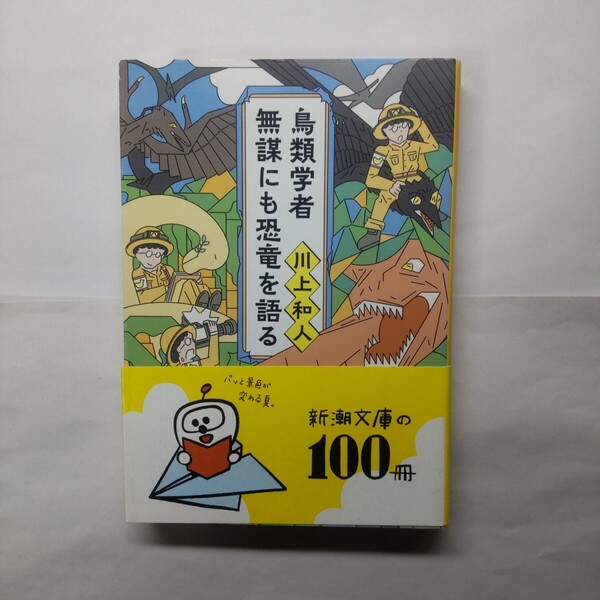 鳥類学者
無謀にも恐竜を語る
川上和人
パッと景色が
変わる夏。
新潮文庫の
100冊